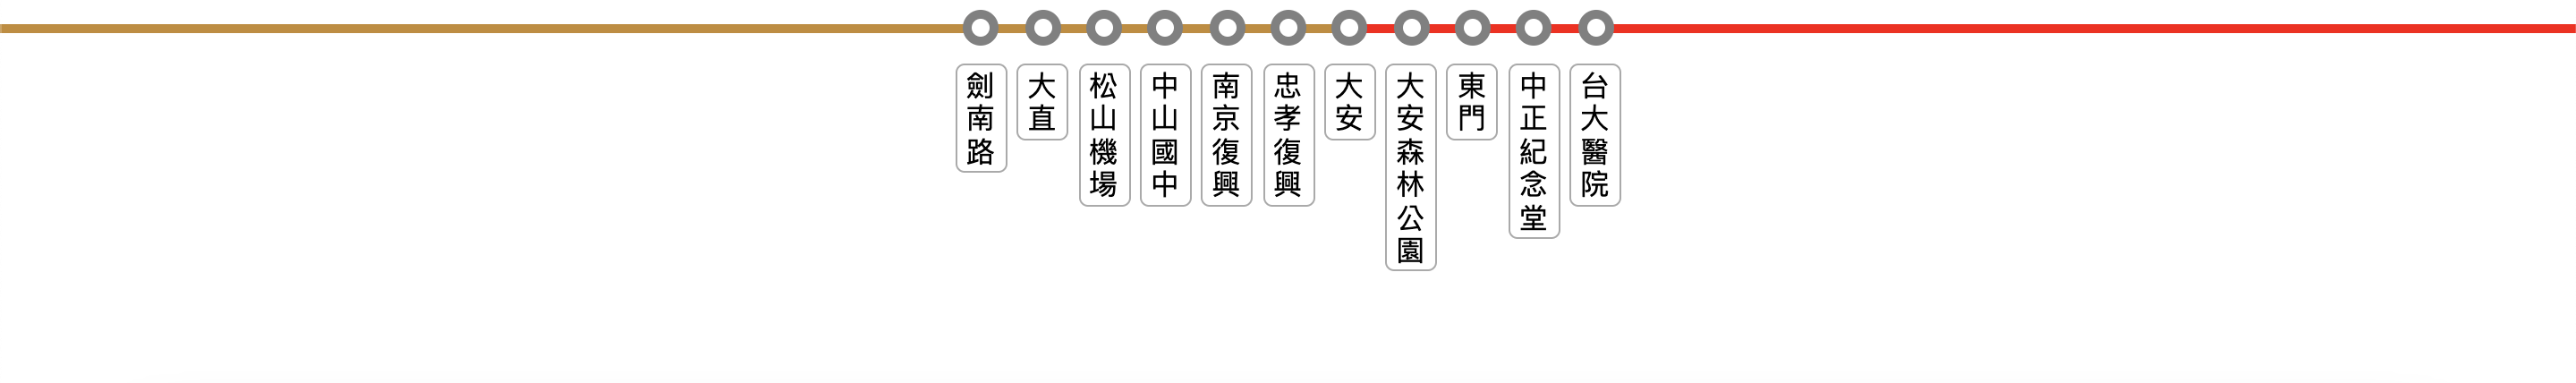 劍南路
大直
松山機場
中山國中
南京復興
忠孝復興
大安
大安森林公園
東門
中正紀念堂
台大醫院